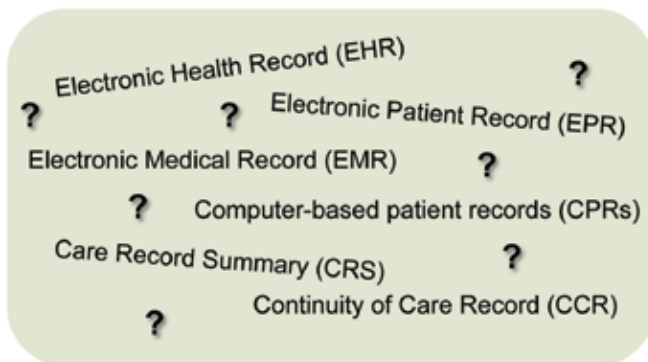 Electronic Health Record (EHR)
?
?
?
Electronic Patient Record (EPR)
Electronic Medical Record (EMR)
?
?
Computer-based patient records (CPRs)
Care Record Summary (CRS)
?
Continuity of Care Record (CCR)
?